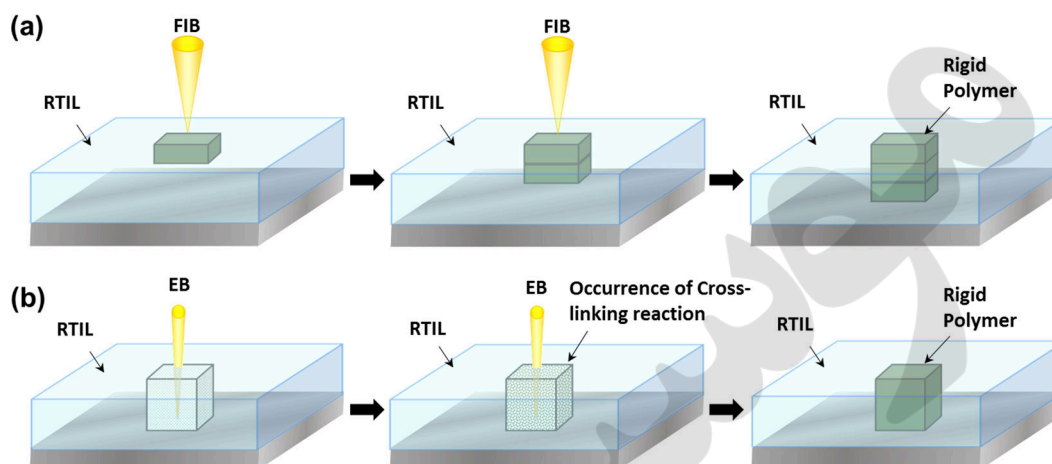 (a)
FIB
RTIL
FIB
RTIL
Rigid
Polymer
RTIL
(b)
EB
RTIL
EB
Occurrence of Cross-
linking reaction
RTIL
Rigid
Polymer
RTIL